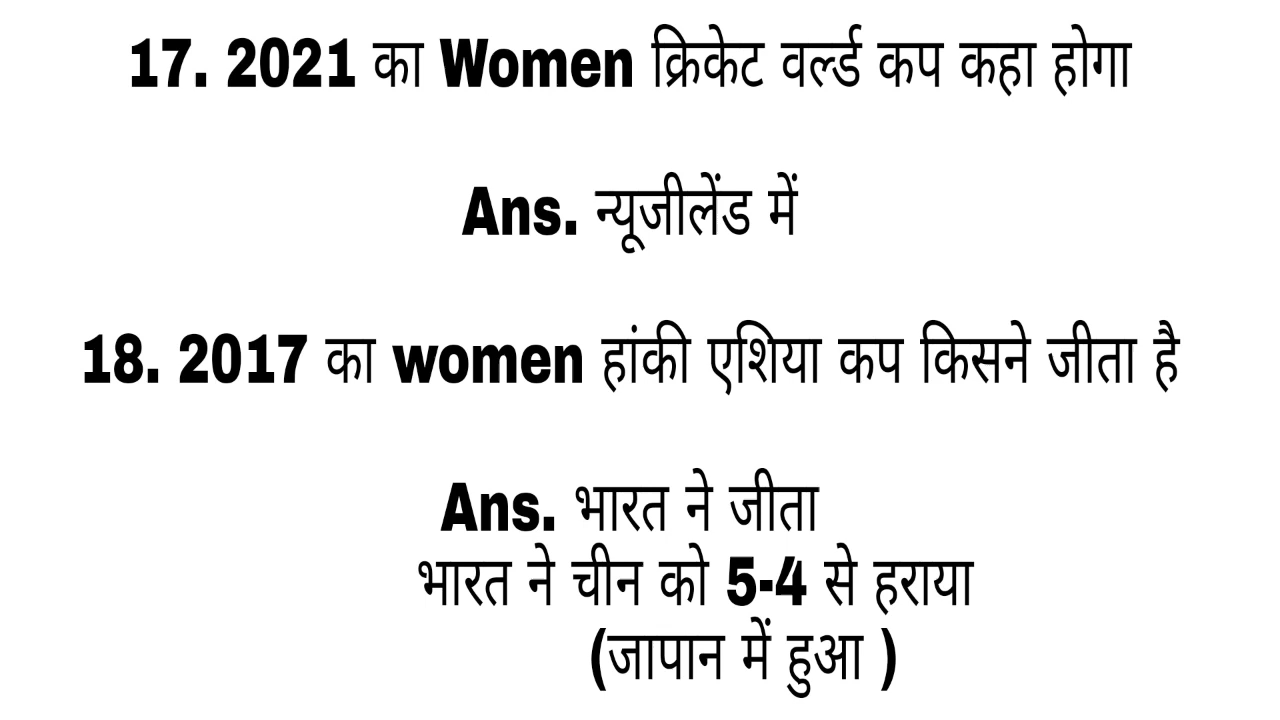 17. 2021 का Women क्रिकेट वर्ल्ड कप कहा होगा
Ans. न्यूजीलेंड में
18. 2017 का women हांकी एशिया कप किसने जीता है
Ans. भारत ने जीता
भारत ने चीन को 5-4 से हराया
(जापान में हुआ )